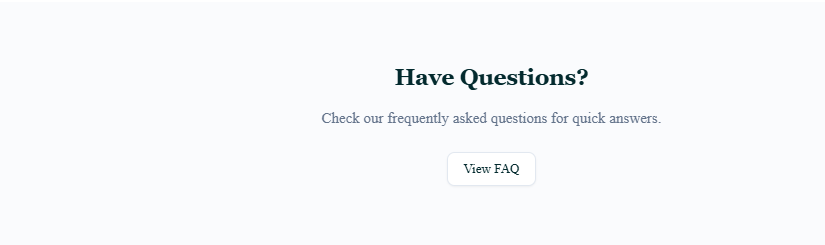 Have Questions?
Check our frequently asked questions for quick answers.
View FAQ